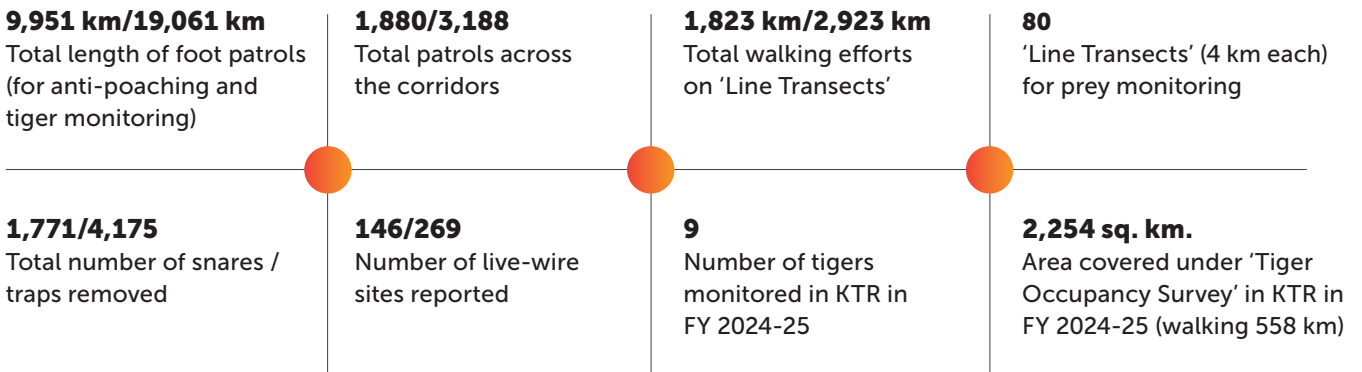 9,951 km/19,061 km
Total length of foot patrols
(for anti-poaching and
tiger monitoring)
1,880/3,188
Total patrols across
the corridors
1,823 km/2,923 km
Total walking efforts
on ‘Line Transects’
80
‘Line Transects’ (4 km each)
for prey monitoring
1,771/4,175
Total number of snares /
traps removed
146/269
Number of live-wire
sites reported
9
Number of tigers
monitored in KTR in
FY 2024-25
2,254 sq. km.
Area covered under ‘Tiger
Occupancy Survey’ in KTR in
FY 2024-25 (walking 558 km)